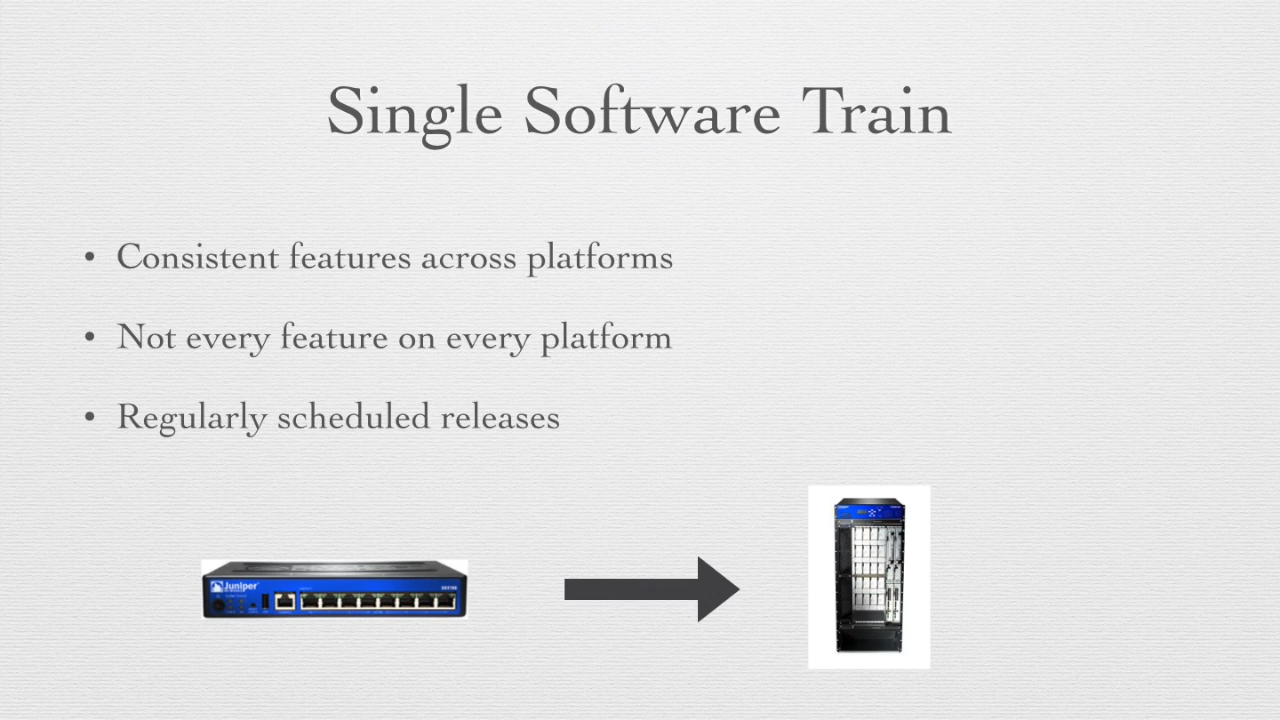 Single Software Train
• Consistent features across platforms
• Not every feature on every platform
• Regularly scheduled releases
Juniper